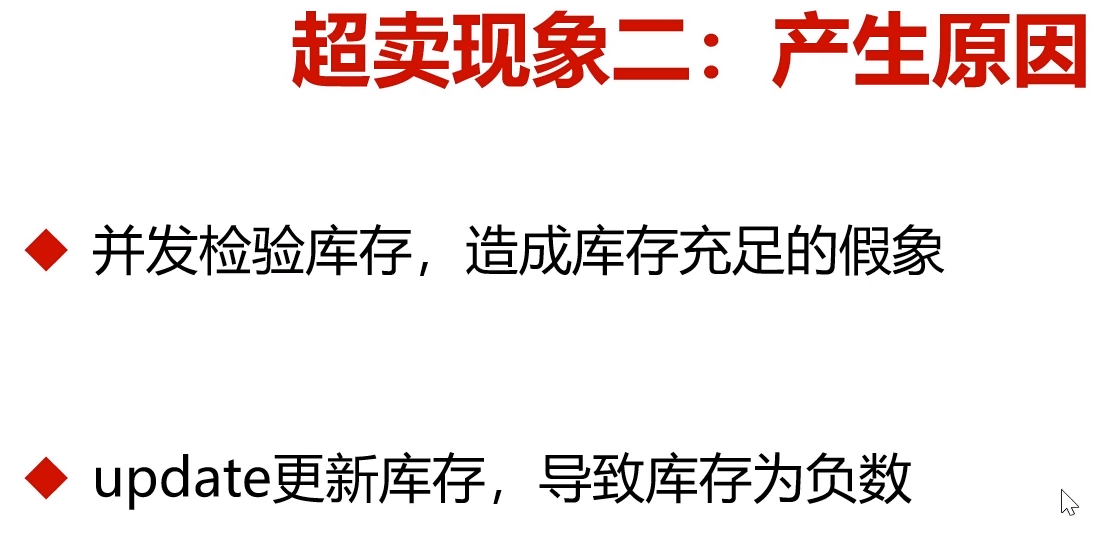 超卖现象二：产生原因
并发检验库存，造成库存充足的假象
update更新库存，导致库存为负数